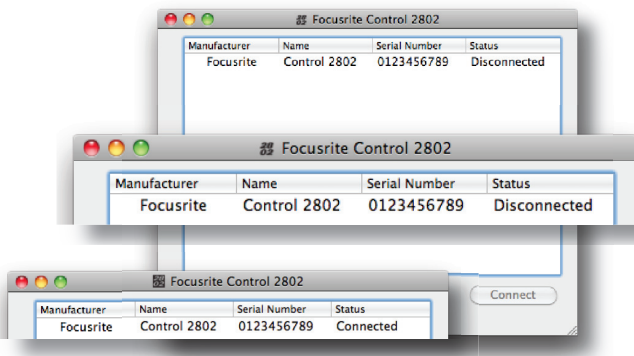 Focusrite Control 2802
Manufacturer Name Serial Number Status
Focusrite Control 2802 0123456789 Disconnected
Focusrite Control 2802
Manufacturer Name Serial Number Status
Focusrite Control 2802 0123456789 Disconnected
Connect
Focusrite Control 2802
Manufacturer Name Serial Number Status
Focusrite Control 2802 0123456789 Connected